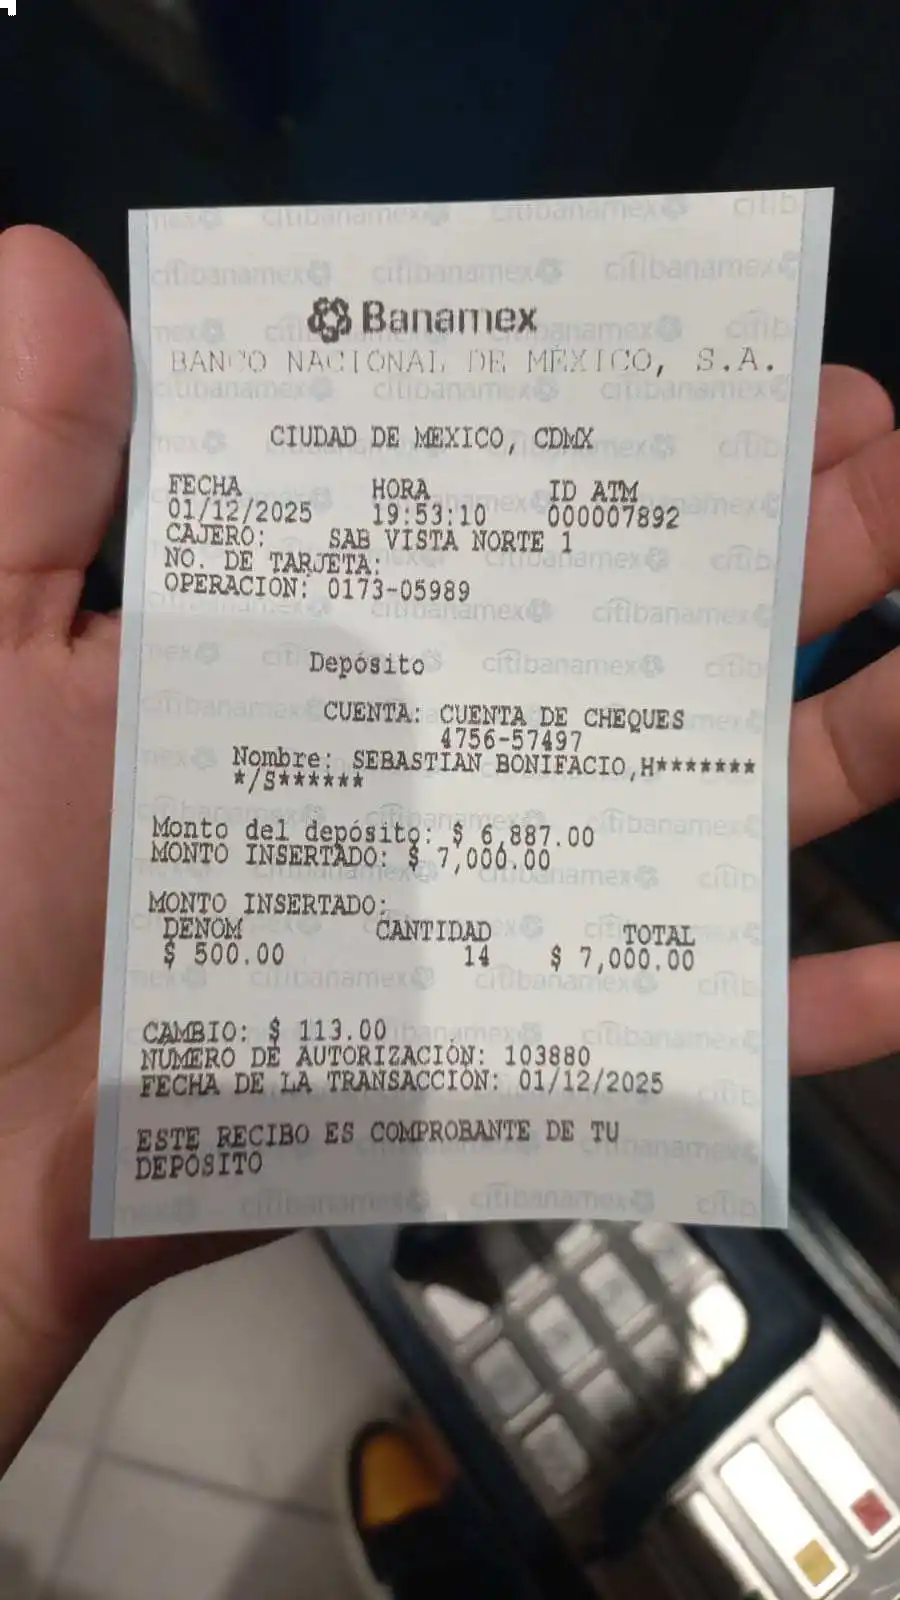 Banamex
BANCO NACIONAL DE MÉXICO, S.A.
CIUDAD DE MEXICO, CDMX
FECHA HORA ID ATM
01/12/2025 19:53:10 000007892
CAJERO: SAB VISTA NORTE 1
NO. DE TARJETA:
OPERACION: 0173-05989
Depósito
CUENTA: CUENTA DE CHEQUES
4756-57497
Nombre: SEBASTIAN BONIFACIO,H*******
*/S******
Monto del depósito: $ 6,887.00
MONTO INSERTADO: $ 7,000.00
MONTO INSERTADO:
DENOM CANTIDAD TOTAL
$ 500.00 14 $ 7,000.00
CAMBIO: $ 113.00
NUMERO DE AUTORIZACIÓN: 103880
FECHA DE LA TRANSACCIÓN: 01/12/2025
ESTE RECIBO ES COMPROBANTE DE TU
DEPÓSITO
citibanamex